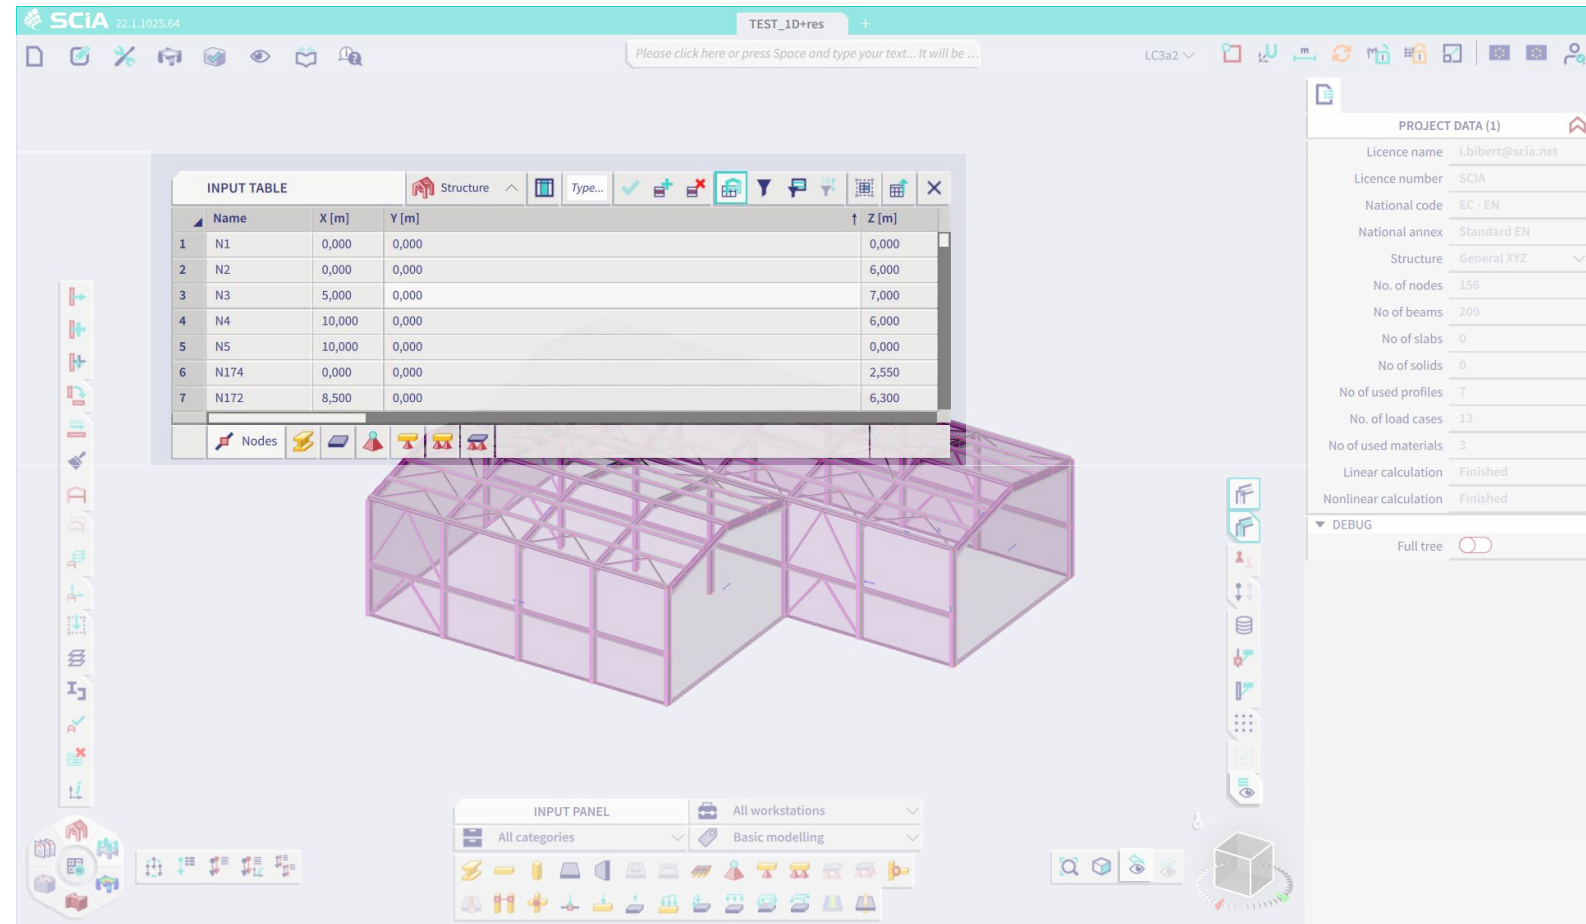 SCiA 22.1.1025.64
TEST_1D+res +
Please click here or press Space and type your text... It will be ...
LC3a2
PROJECT DATA (1)
Licence name l.bibert@scia.net
Licence number SCIA
National code EC - EN
National annex Standard EN
Structure General XYZ
No. of nodes 156
No of beams 209
No of slabs 0
No of solids 0
No of used profiles 7
No. of load cases 13
No of used materials 3
Linear calculation Finished
Nonlinear calculation Finished
DEBUG
Full tree
INPUT TABLE Structure Type...
Name X [m] Y [m] Z [m]
1 N1 0,000 0,000 0,000
2 N2 0,000 0,000 6,000
3 N3 5,000 0,000 7,000
4 N4 10,000 0,000 6,000
5 N5 10,000 0,000 0,000
6 N174 0,000 0,000 2,550
7 N172 8,500 0,000 6,300
Nodes
INPUT PANEL All workstations
All categories Basic modelling